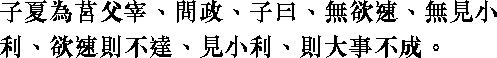 子夏為莒父宰、問政、子曰、無欲速、無見小
利、欲速則不達、見小利、則大事不成。